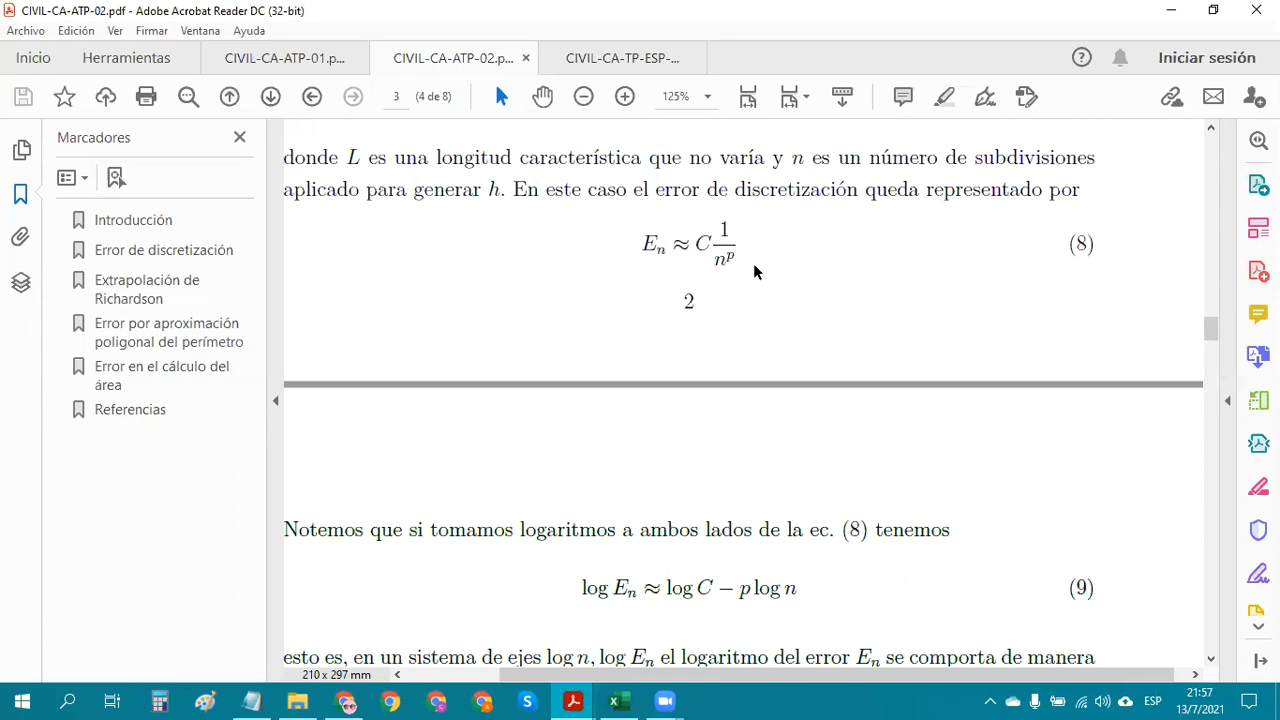 CIVIL-CA-ATP-02.pdf - Adobe Acrobat Reader DC (32-bit)
Archivo Edición Ver Firmar Ventana Ayuda
Inicio Herramientas CIVIL-CA-ATP-01.p... CIVIL-CA-ATP-02.p... × CIVIL-CA-TP-ESP-... Iniciar sesión
3 (4 de 8) 125%
Marcadores
Introducción
Error de discretización
Extrapolación de
Richardson
Error por aproximación
poligonal del perímetro
Error en el cálculo del
área
Referencias
donde L es una longitud característica que no varía y n es un número de subdivisiones
aplicado para generar h. En este caso el error de discretización queda representado por
Eₙ ≈ C 1/nᵖ (8)
2
Notemos que si tomamos logaritmos a ambos lados de la ec. (8) tenemos
log Eₙ ≈ log C − p log n (9)
esto es, en un sistema de ejes log n, log Eₙ el logaritmo del error Eₙ se comporta de manera
210 x 297 mm
ESP
21:57
13/7/2021